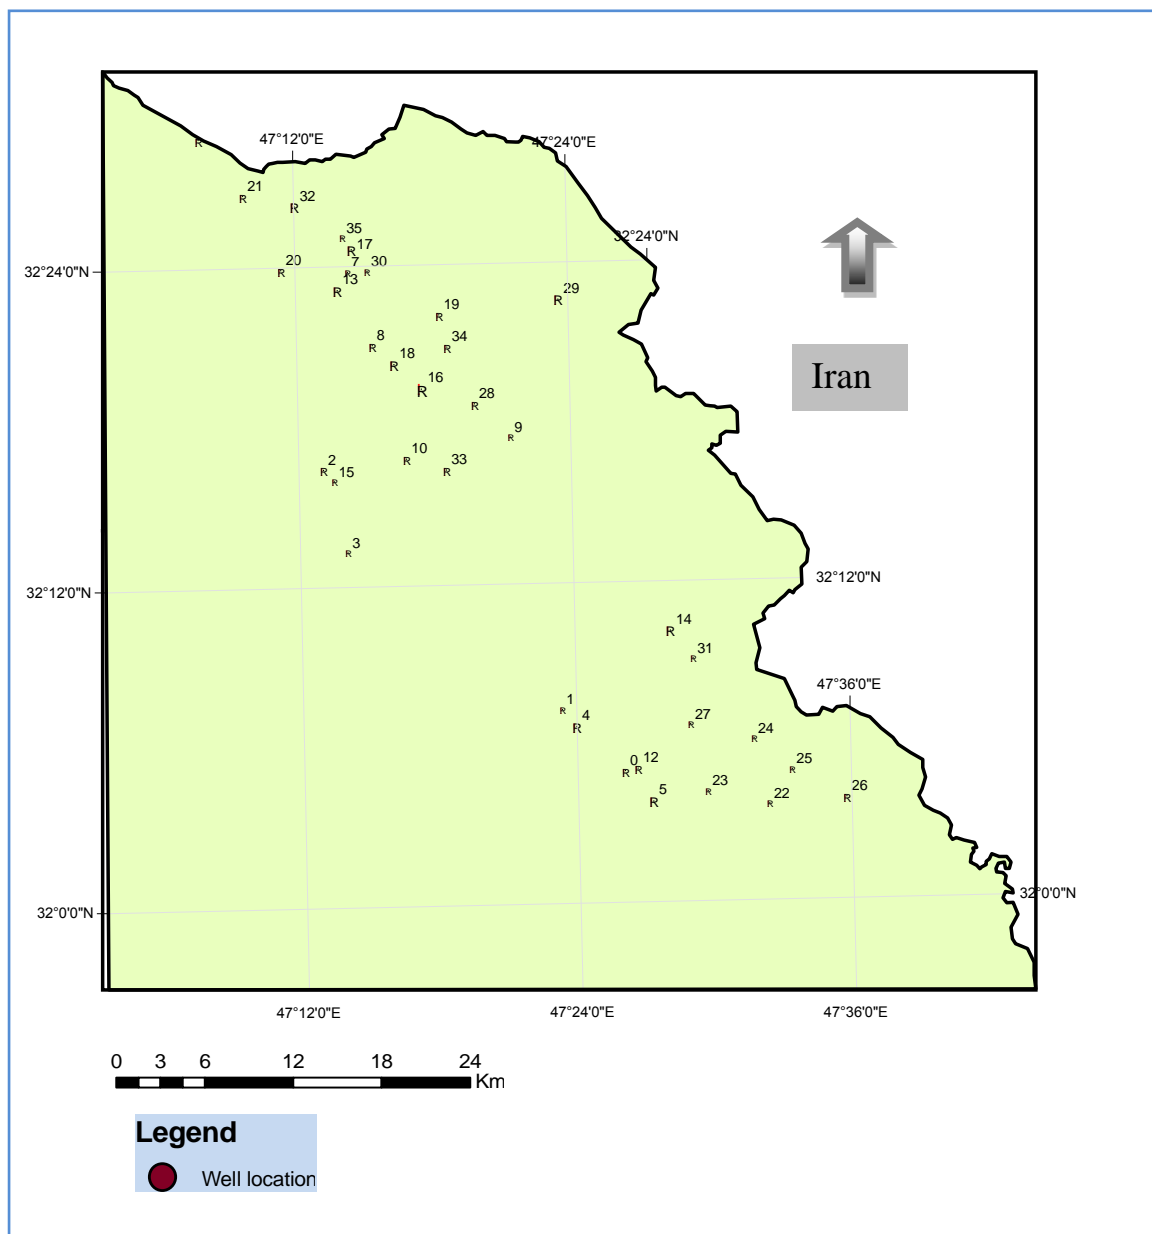 47°12'0"E
47°24'0"E
R
21
R
32
R
35
R
32°24'0"N
17
R
32°24'0"N
20
R
7
R
30
R
13
R
29
R
19
R
8
R
34
R
18
R
Iran
16
R
28
R
9
R
10
R
33
R
2
R
15
R
3
R
32°12'0"N
32°12'0"N
14
R
31
R
47°36'0"E
1
R
4
R
27
R
24
R
0
R
12
R
25
R
5
R
23
R
22
R
26
R
32°0'0"N
32°0'0"N
47°12'0"E
47°24'0"E
47°36'0"E
0 3 6 12 18 24
Km
Legend
Well location